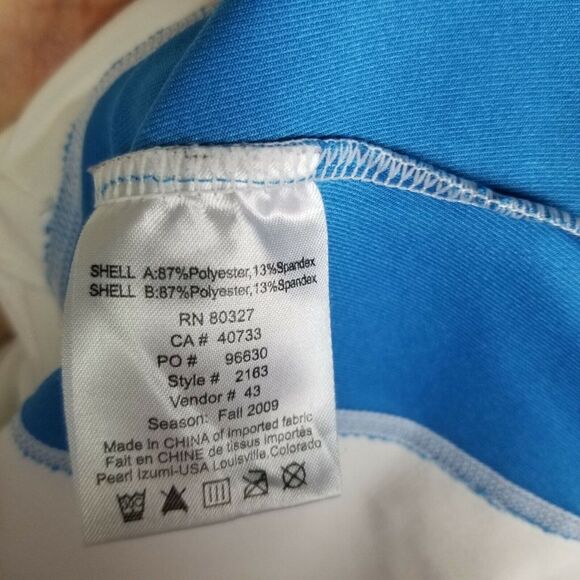 SHELL A:87%Polyester,13%Spandex
SHELL B:87%Polyester,13%Spandex
RN 80327
CA# 40733
PO # 96630
Style # 2163
Vendor # 43
Season: Fall 2009
Made in CHINA of imported fabric
Fait en CHINE de tissus importés
Pearl Izumi-USA Louisville,Colorado